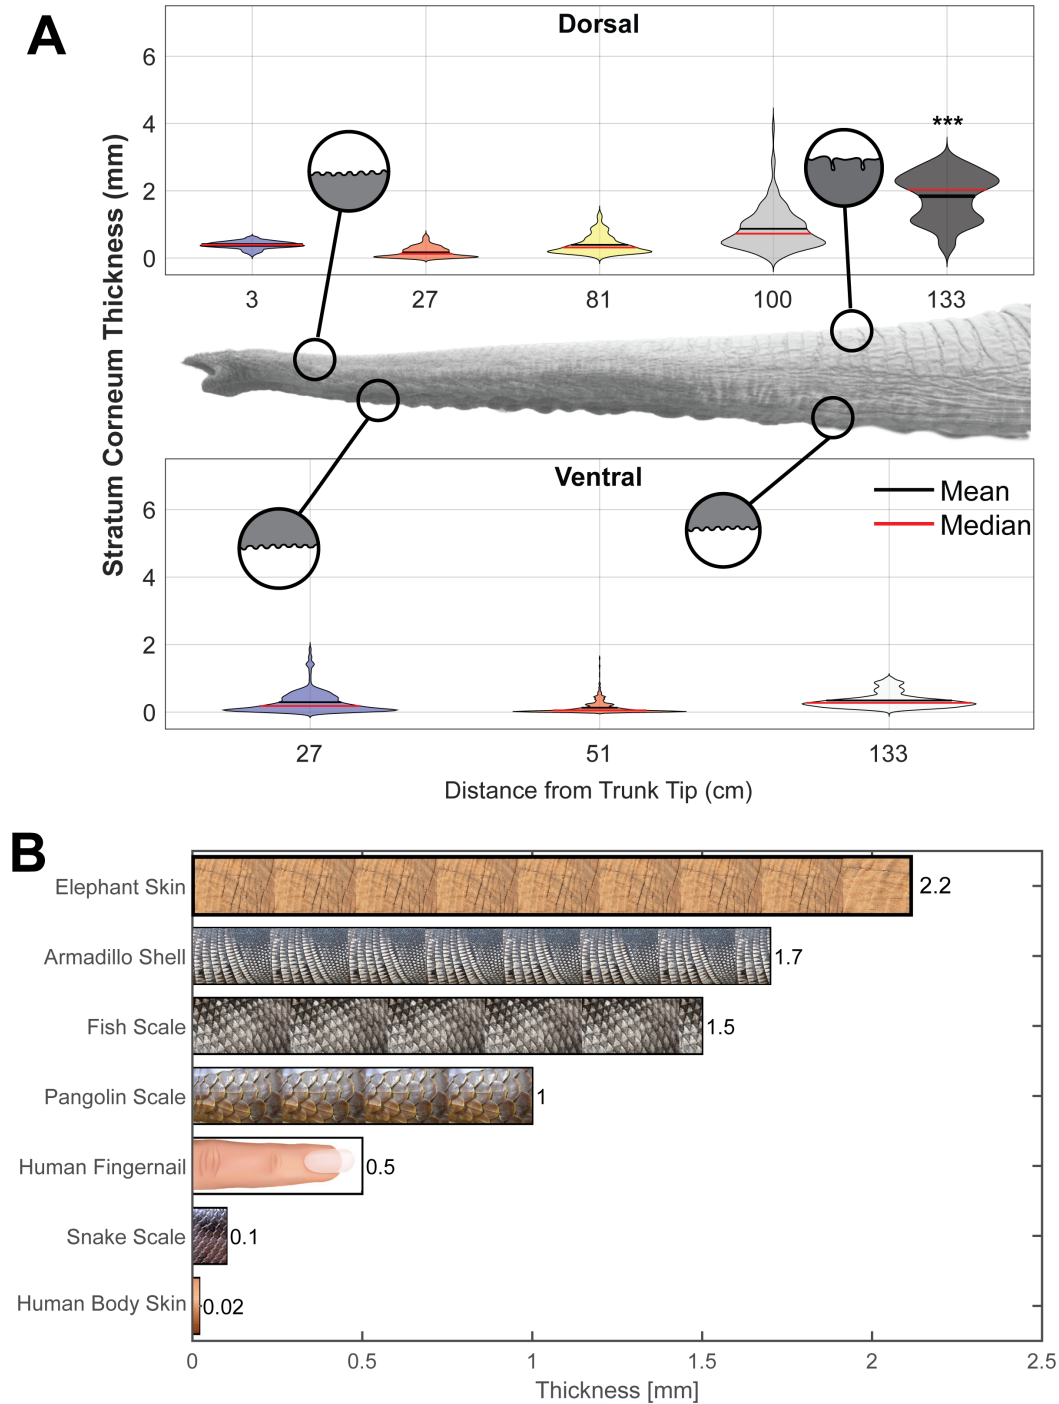 A
Dorsal
6
4
2
0
***
3 27 81 100 133
Stratum Corneum Thickness (mm)
Ventral
Mean
Median
6
4
2
0
27 51 133
Distance from Trunk Tip (cm)
B
Elephant Skin 2.2
Armadillo Shell 1.7
Fish Scale 1.5
Pangolin Scale 1
Human Fingernail 0.5
Snake Scale 0.1
Human Body Skin 0.02
0 0.5 1 1.5 2 2.5
Thickness [mm]